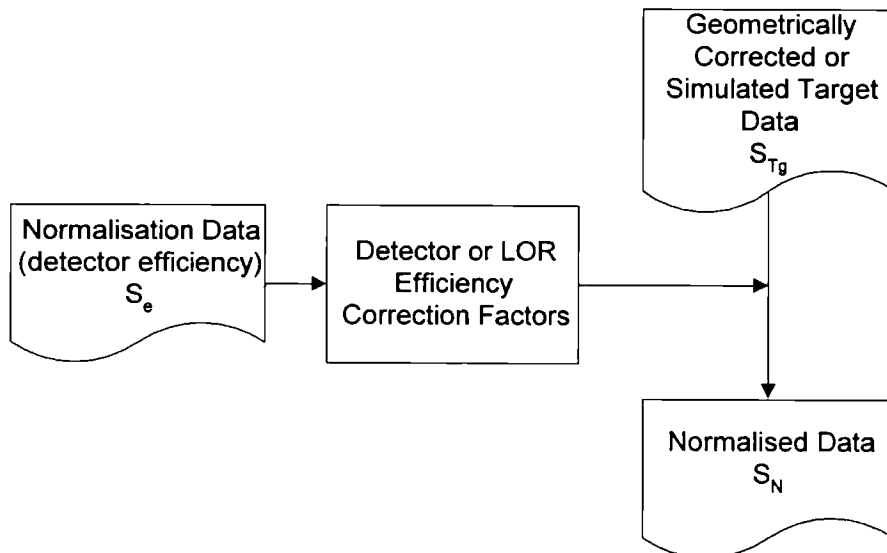 Geometrically
Corrected or
Simulated Target
Data
S_Tg
Normalisation Data
(detector efficiency)
S_e
Detector or LOR
Efficiency
Correction Factors
Normalised Data
S_N